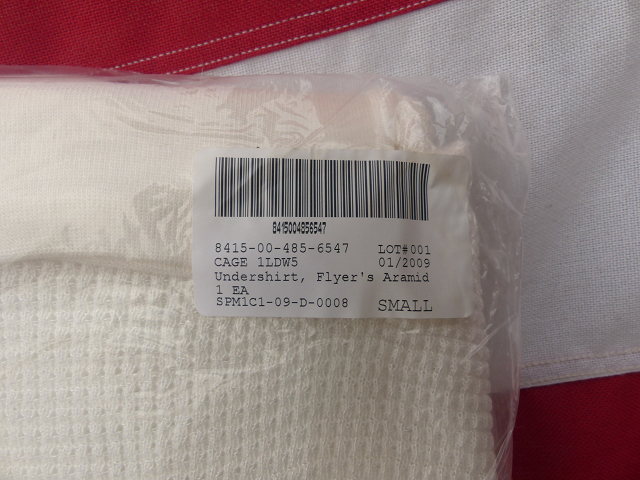 8415004856547
8415-00-485-6547 LOT#001
CAGE 1LDW5 01/2009
Undershirt, Flyer's Aramid
1 EA
SPM1C1-09-D-0008 SMALL